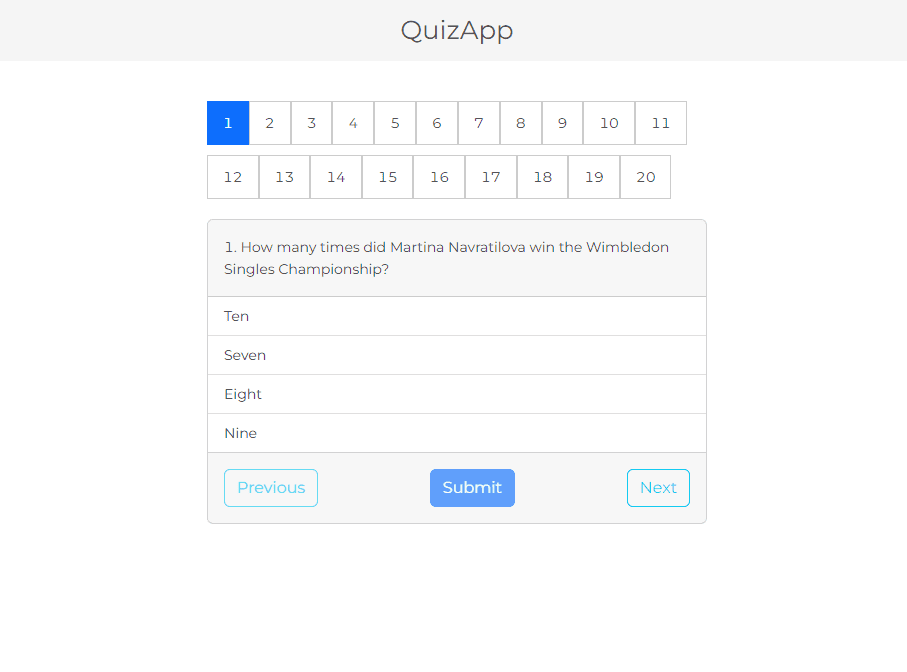 QuizApp
1 2 3 4 5 6 7 8 9 10 11
12 13 14 15 16 17 18 19 20
1. How many times did Martina Navratilova win the Wimbledon
Singles Championship?
Ten
Seven
Eight
Nine
Previous Submit Next